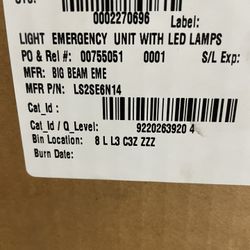 0002270696 Label:
LIGHT EMERGENCY UNIT WITH LED LAMPS
PO & Rel #: 00755051 0001 S/L Exp:
MFR: BIG BEAM EME
MFR P/N: LS2SE6N14
Cat_Id :
Cat_Id / Q_Level: 9220263920 4
Bin Location: 8 L L3 C3Z ZZZ
Burn Date: